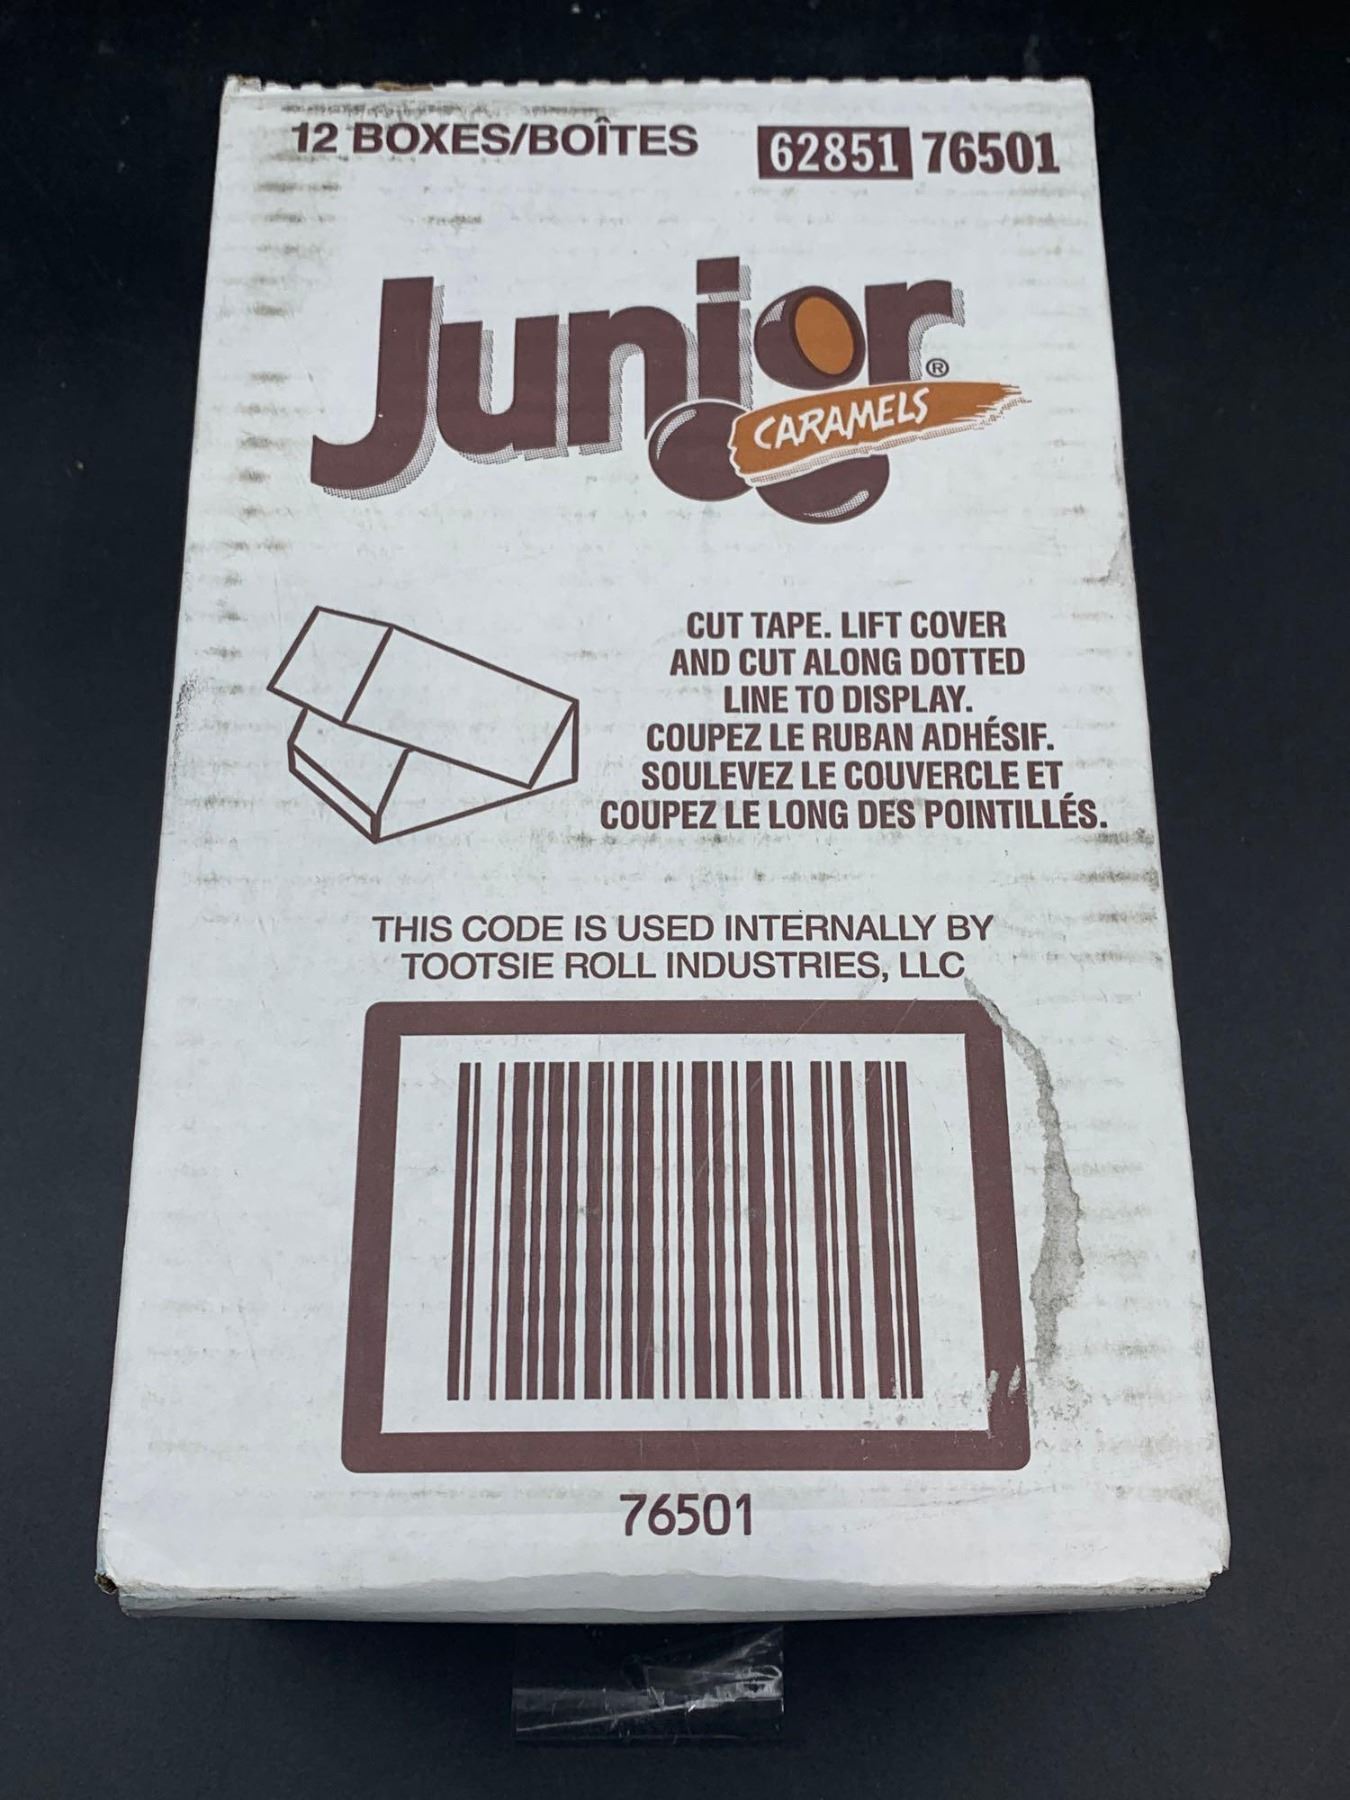 12 BOXES/BOÎTES 62851 76501
Junior®
CARAMELS
CUT TAPE. LIFT COVER
AND CUT ALONG DOTTED
LINE TO DISPLAY.
COUPEZ LE RUBAN ADHÉSIF.
SOULEVEZ LE COUVERCLE ET
COUPEZ LE LONG DES POINTILLÉS.
THIS CODE IS USED INTERNALLY BY
TOOTSIE ROLL INDUSTRIES, LLC
76501